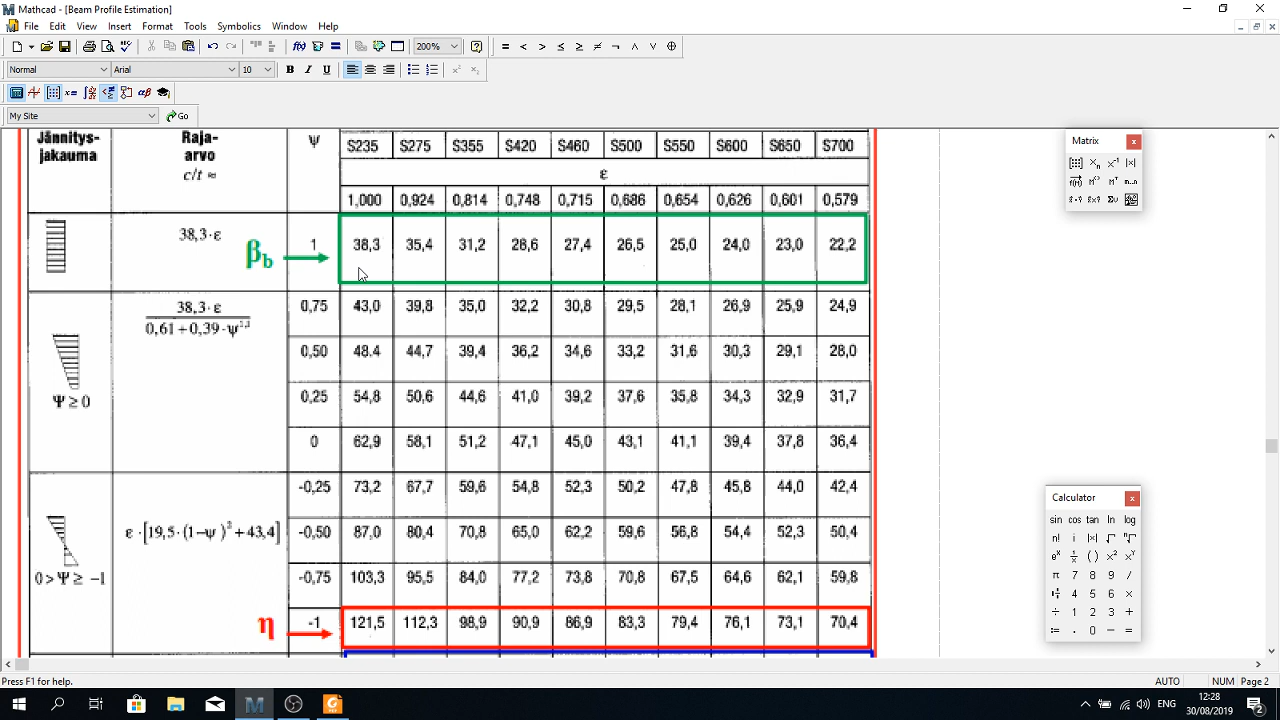 Mathcad - [Beam Profile Estimation]
File Edit View Insert Format Tools Symbolics Window Help
200%
= < > ≤ ≥ ≠ ¬ ∧ ∨ ⊕
Normal Arial 10 B I U
My Site Go
Jännitys-
jakauma
Raja-
arvo
c/t ≈
Ψ S235 S275 S355 S420 S460 S500 S550 S600 S650 S700
ε
1,000 0,924 0,814 0,748 0,715 0,686 0,654 0,626 0,601 0,579
38,3·ε βb 1 38,3 35,4 31,2 28,6 27,4 26,5 25,0 24,0 23,0 22,2
38,3·ε
0,61+0,39·ψ^1,1
0,75 43,0 39,8 35,0 32,2 30,8 29,5 28,1 26,9 25,9 24,9
0,50 48,4 44,7 39,4 36,2 34,6 33,2 31,6 30,3 29,1 28,0
Ψ ≥ 0 0,25 54,8 50,6 44,6 41,0 39,2 37,6 35,8 34,3 32,9 31,7
0 62,9 58,1 51,2 47,1 45,0 43,1 41,1 39,4 37,8 36,4
-0,25 73,2 67,7 59,6 54,8 52,3 50,2 47,8 45,8 44,0 42,4
ε·[19,5·(1−ψ)²+43,4] -0,50 87,0 80,4 70,8 65,0 62,2 59,6 56,8 54,4 52,3 50,4
0 > Ψ ≥ −1 -0,75 103,3 95,5 84,0 77,2 73,8 70,8 67,5 64,6 62,1 59,8
η -1 121,5 112,3 98,9 90,9 86,9 83,3 79,4 76,1 73,1 70,4
Matrix
Calculator
sin cos tan ln log
n! i |×| √ ⁿ√
eˣ 1/x ( ) x² xʸ
π 7 8 9 /
4 5 6 ×
÷ 1 2 3 +
:= . 0 − =
Press F1 for help. AUTO NUM Page 2
ENG 12:28
30/08/2019
2